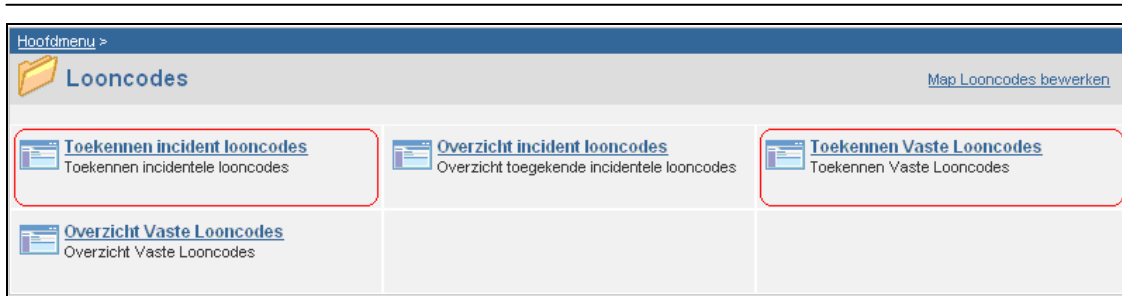 Hoofdmenu >
Looncodes
Map Looncodes bewerken
Toekennen incident looncodes
Toekennen incidentele looncodes
Overzicht incident looncodes
Overzicht toegekende incidentele looncodes
Toekennen Vaste Looncodes
Toekennen Vaste Looncodes
Overzicht Vaste Looncodes
Overzicht Vaste Looncodes